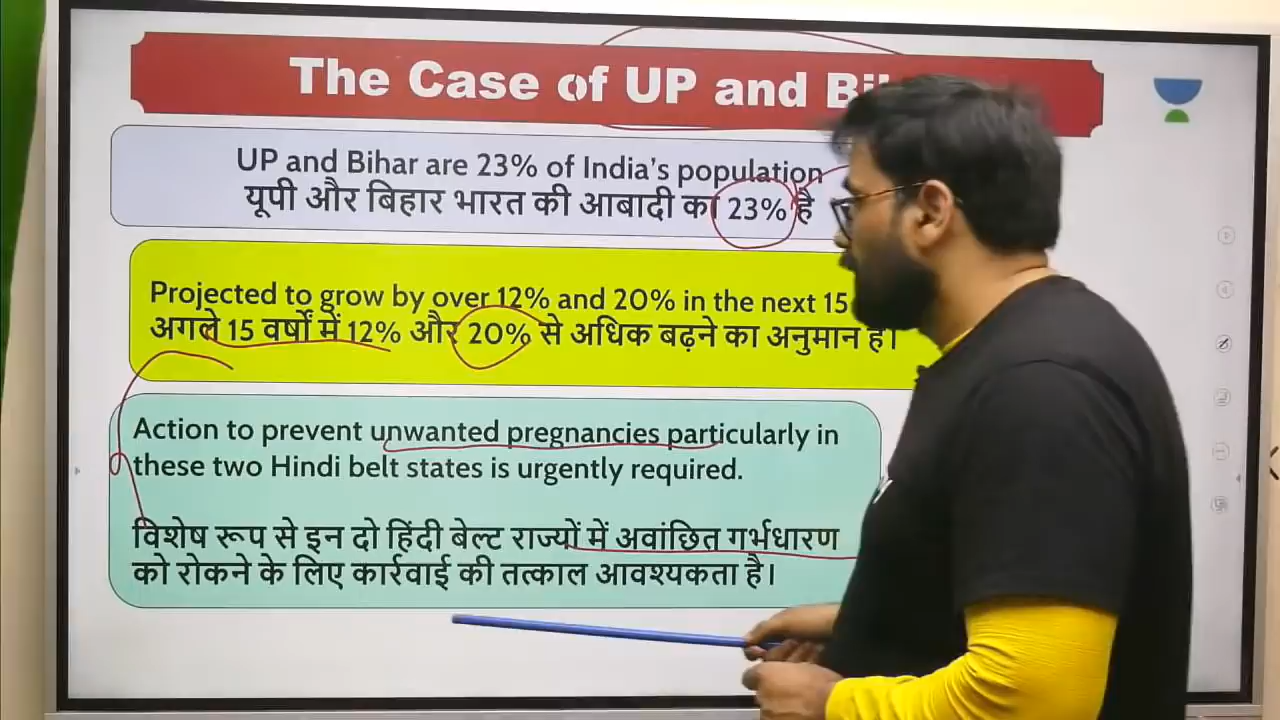 The Case of UP and
UP and Bihar are 23% of India's population
यूपी और बिहार भारत की आबादी का 23% है
Projected to grow by over 12% and 20% in the next 15
अगले 15 वर्षों में 12% और 20% से अधिक बढ़ने का अनुमान है।
Action to prevent unwanted pregnancies particularly in
these two Hindi belt states is urgently required.
विशेष रूप से इन दो हिंदी बेल्ट राज्यों में अवांछित गर्भधारण
को रोकने के लिए कार्रवाई की तत्काल आवश्यकता है।